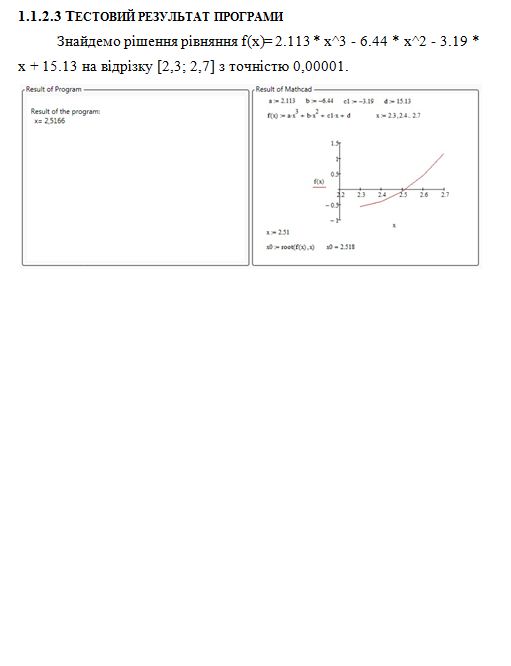 1.1.2.3 ТЕСТОВИЙ РЕЗУЛЬТАТ ПРОГРАМИ
Знайдемо рішення рівняння f(x)= 2.113 * x^3 - 6.44 * x^2 - 3.19 *
x + 15.13 на відрізку [2,3; 2,7] з точністю 0,00001.
Result of Program
Result of the program:
x= 2,5166
Result of Mathcad
a := 2.113 b := -6.44 c1 := -3.19 d := 15.13
f(x) := a·x^3 + b·x^2 + c1·x + d x := 2.3, 2.4.. 2.7
1.5
1
0.5
f(x)
2.2 2.3 2.4 2.5 2.6 2.7
-0.5
-1
x
x := 2.51
x0 := root(f(x), x) x0 = 2.518